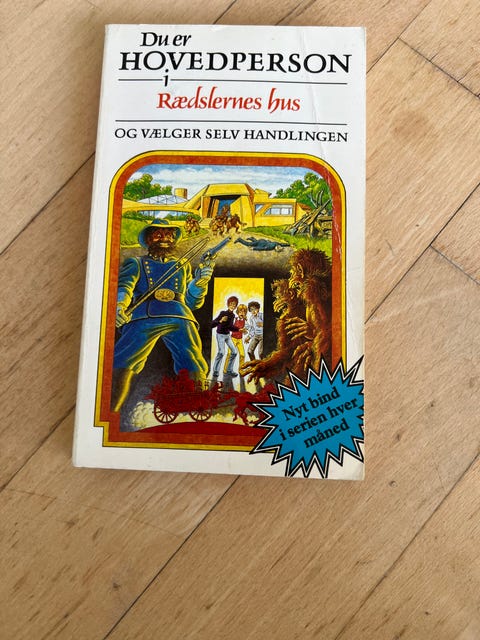 Du er
HOVEDPERSON
i
Rædslernes hus
OG VÆLGER SELV HANDLINGEN
Nyt bind
i serien hver
måned